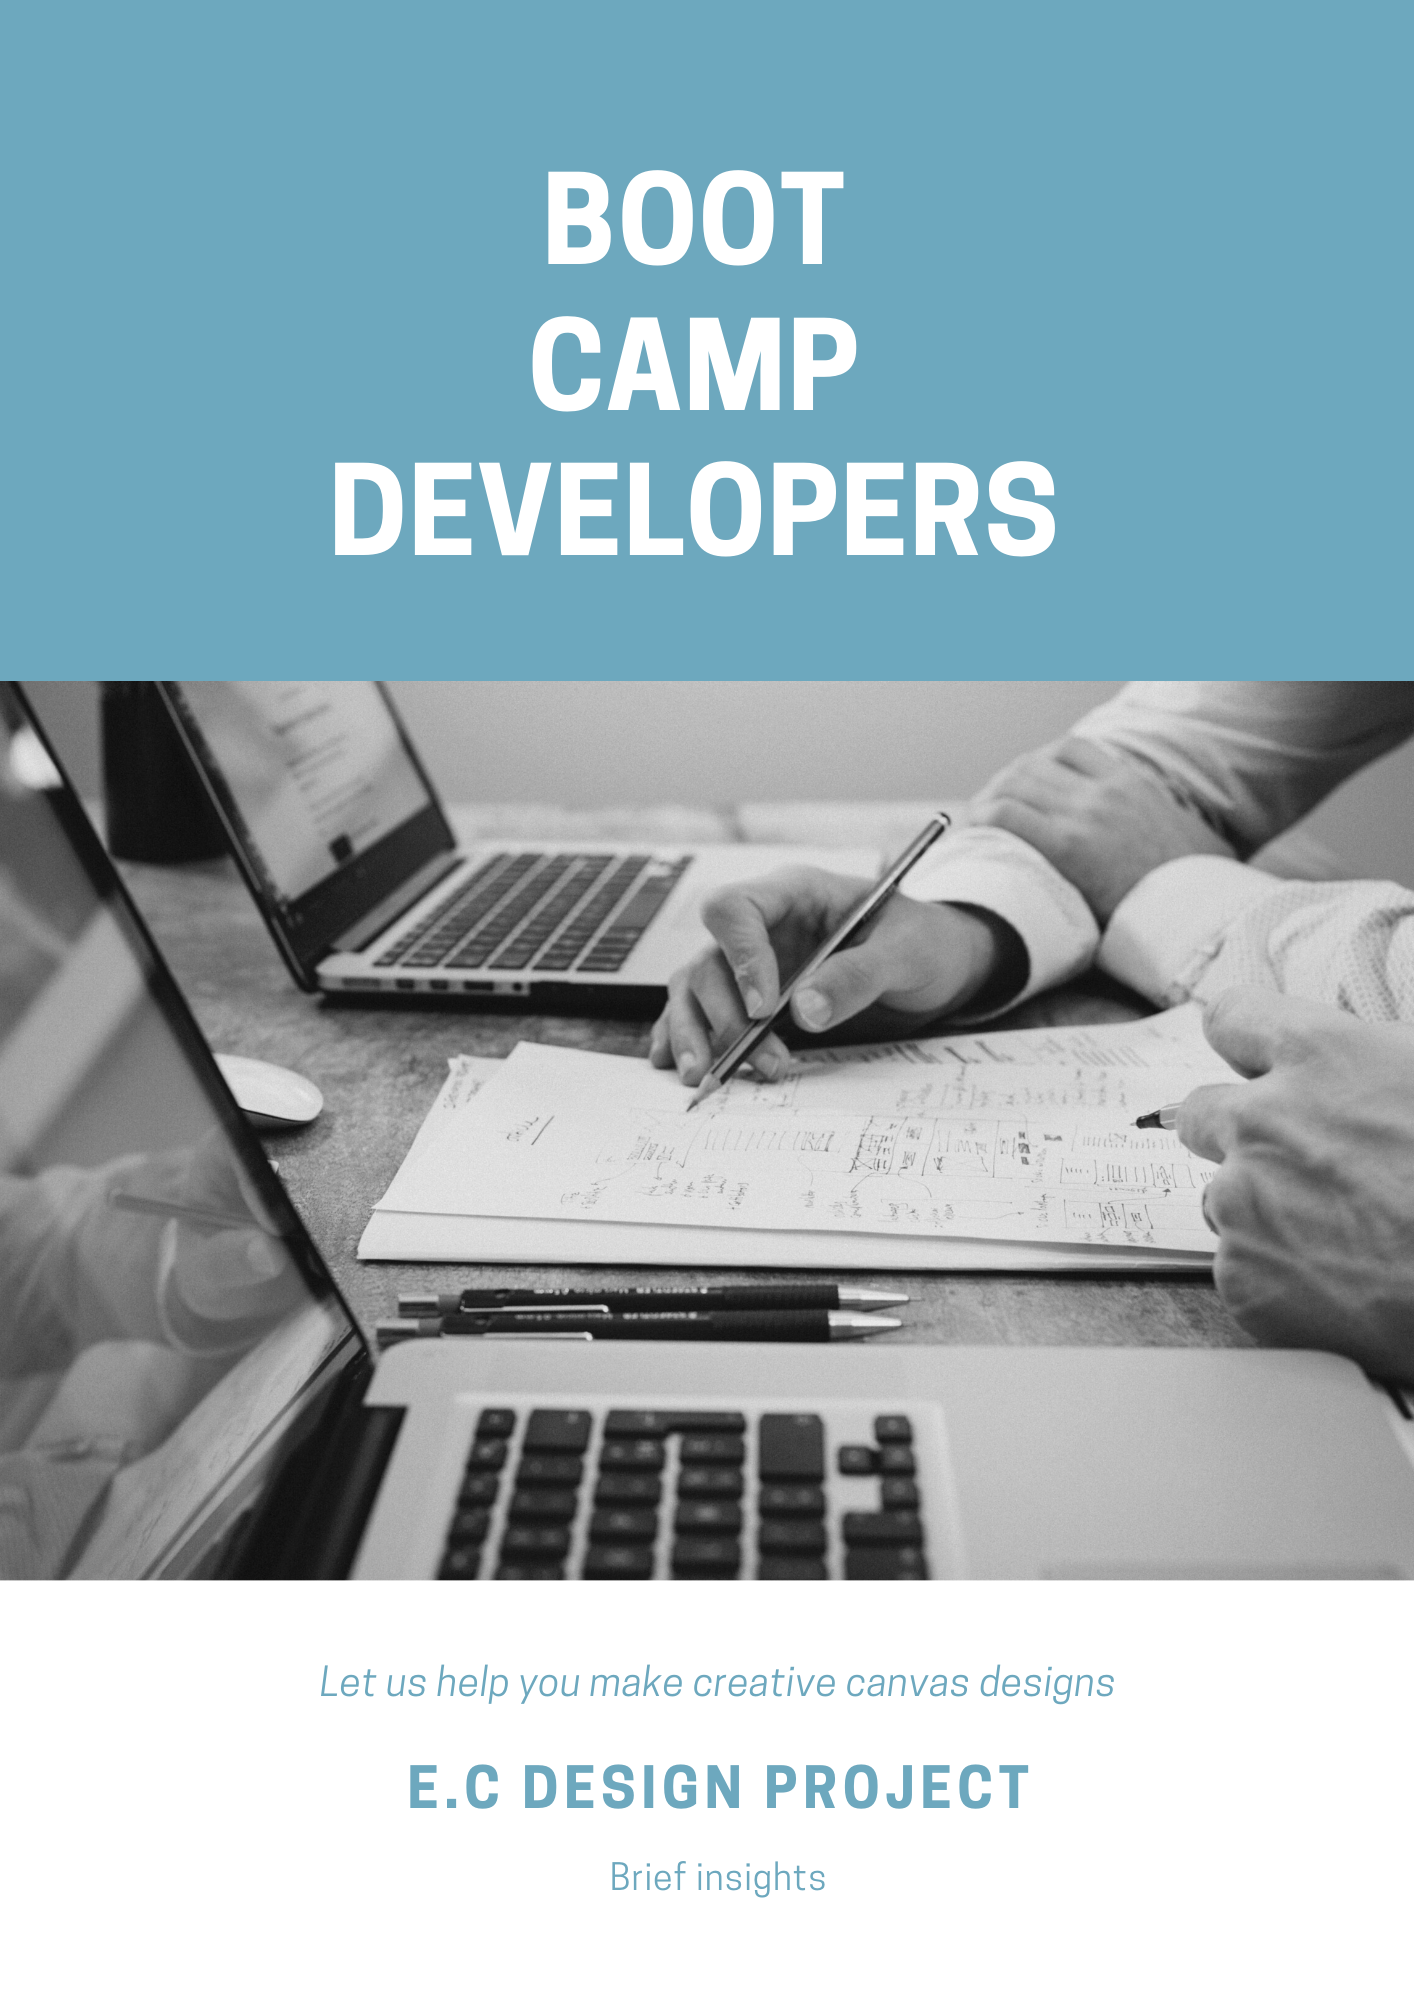 BOOT
CAMP
DEVELOPERS
Let us help you make creative canvas designs
E.C DESIGN PROJECT
Brief insights